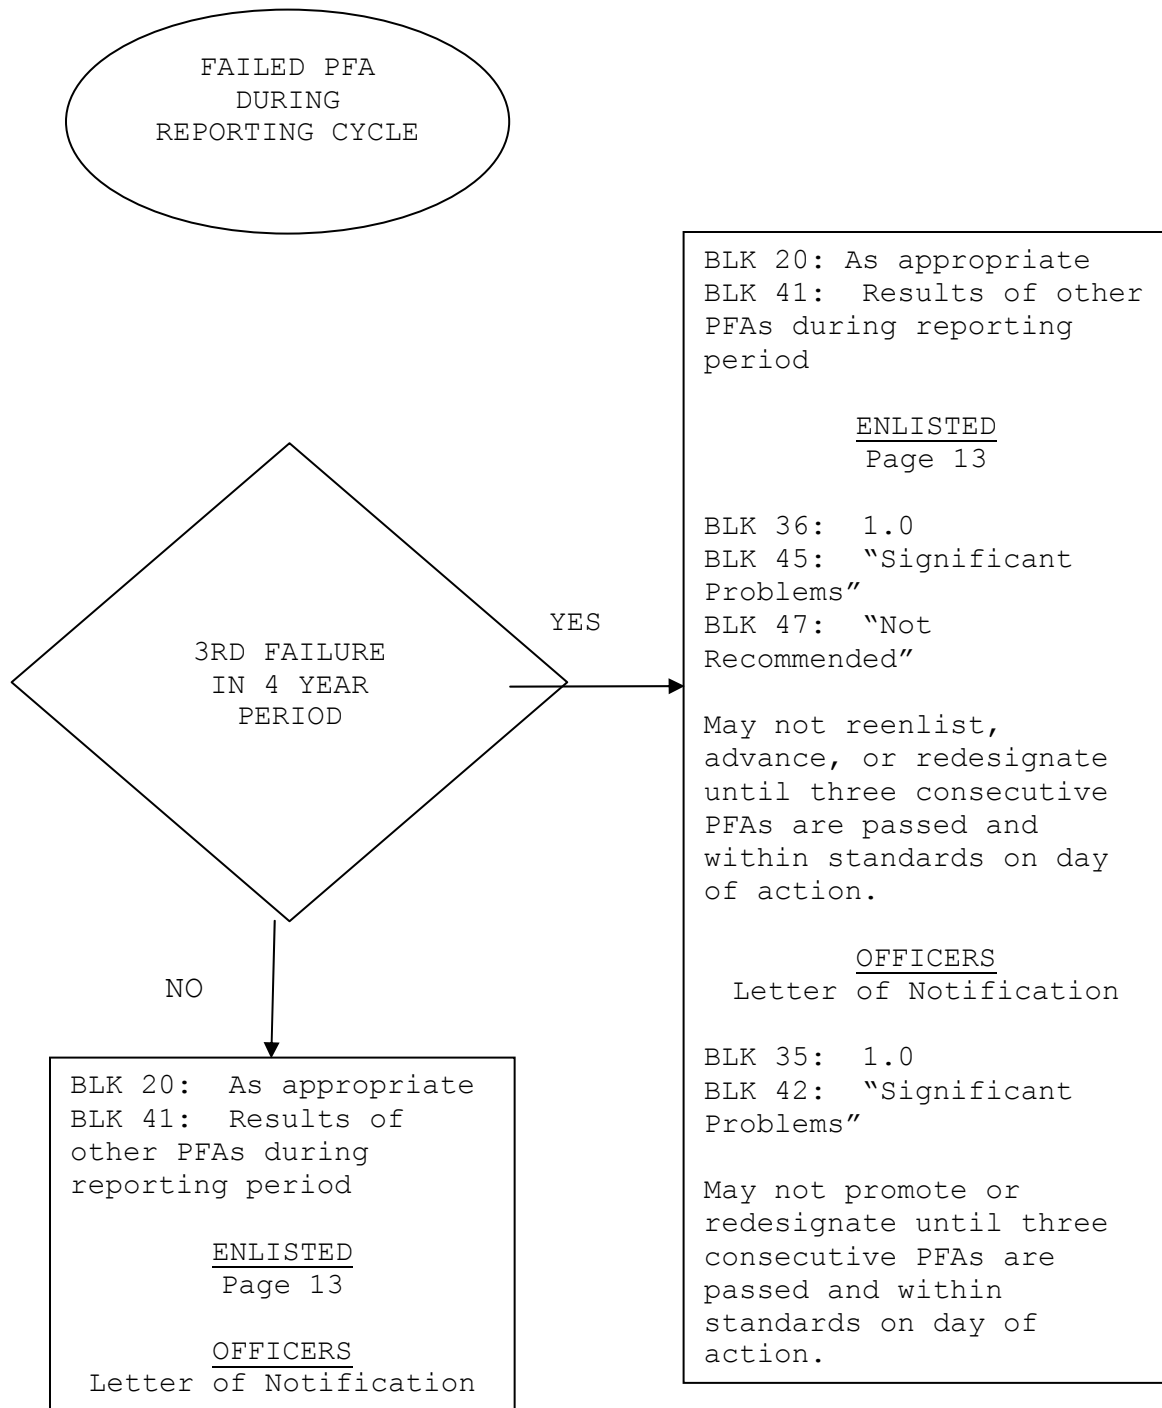 FAILED PFA
DURING
REPORTING CYCLE
3RD FAILURE
IN 4 YEAR
PERIOD
YES
BLK 20: As appropriate
BLK 41:  Results of other
PFAs during reporting
period
ENLISTED
Page 13
BLK 36:  1.0
BLK 45:  “Significant
Problems”
BLK 47:  “Not
Recommended”
May not reenlist,
advance, or redesignate
until three consecutive
PFAs are passed and
within standards on day
of action.
OFFICERS
Letter of Notification
BLK 35:  1.0
BLK 42:  “Significant
Problems”
May not promote or
redesignate until three
consecutive PFAs are
passed and within
standards on day of
action.
NO
BLK 20:  As appropriate
BLK 41:  Results of
other PFAs during
reporting period
ENLISTED
Page 13
OFFICERS
Letter of Notification